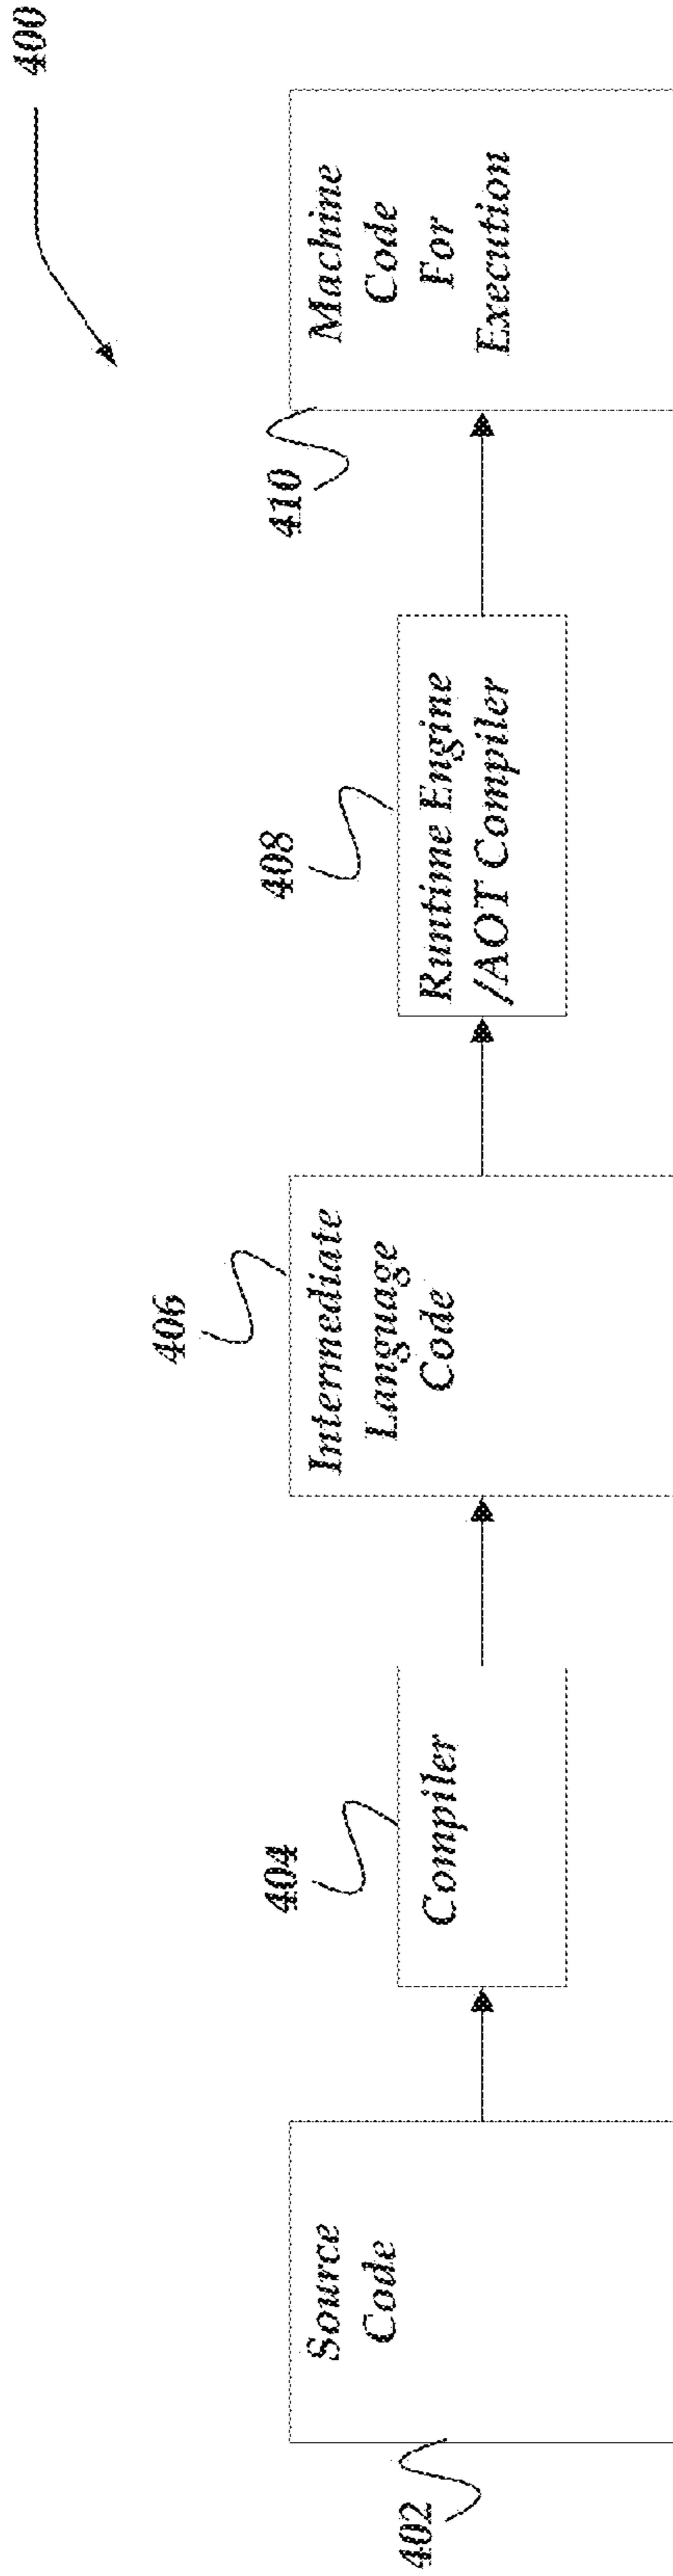 400
402
Source
Code
404
Compiler
406
Intermediate
Language
Code
408
Runtime Engine
/AOT Compiler
410
Machine
Code
For
Execution